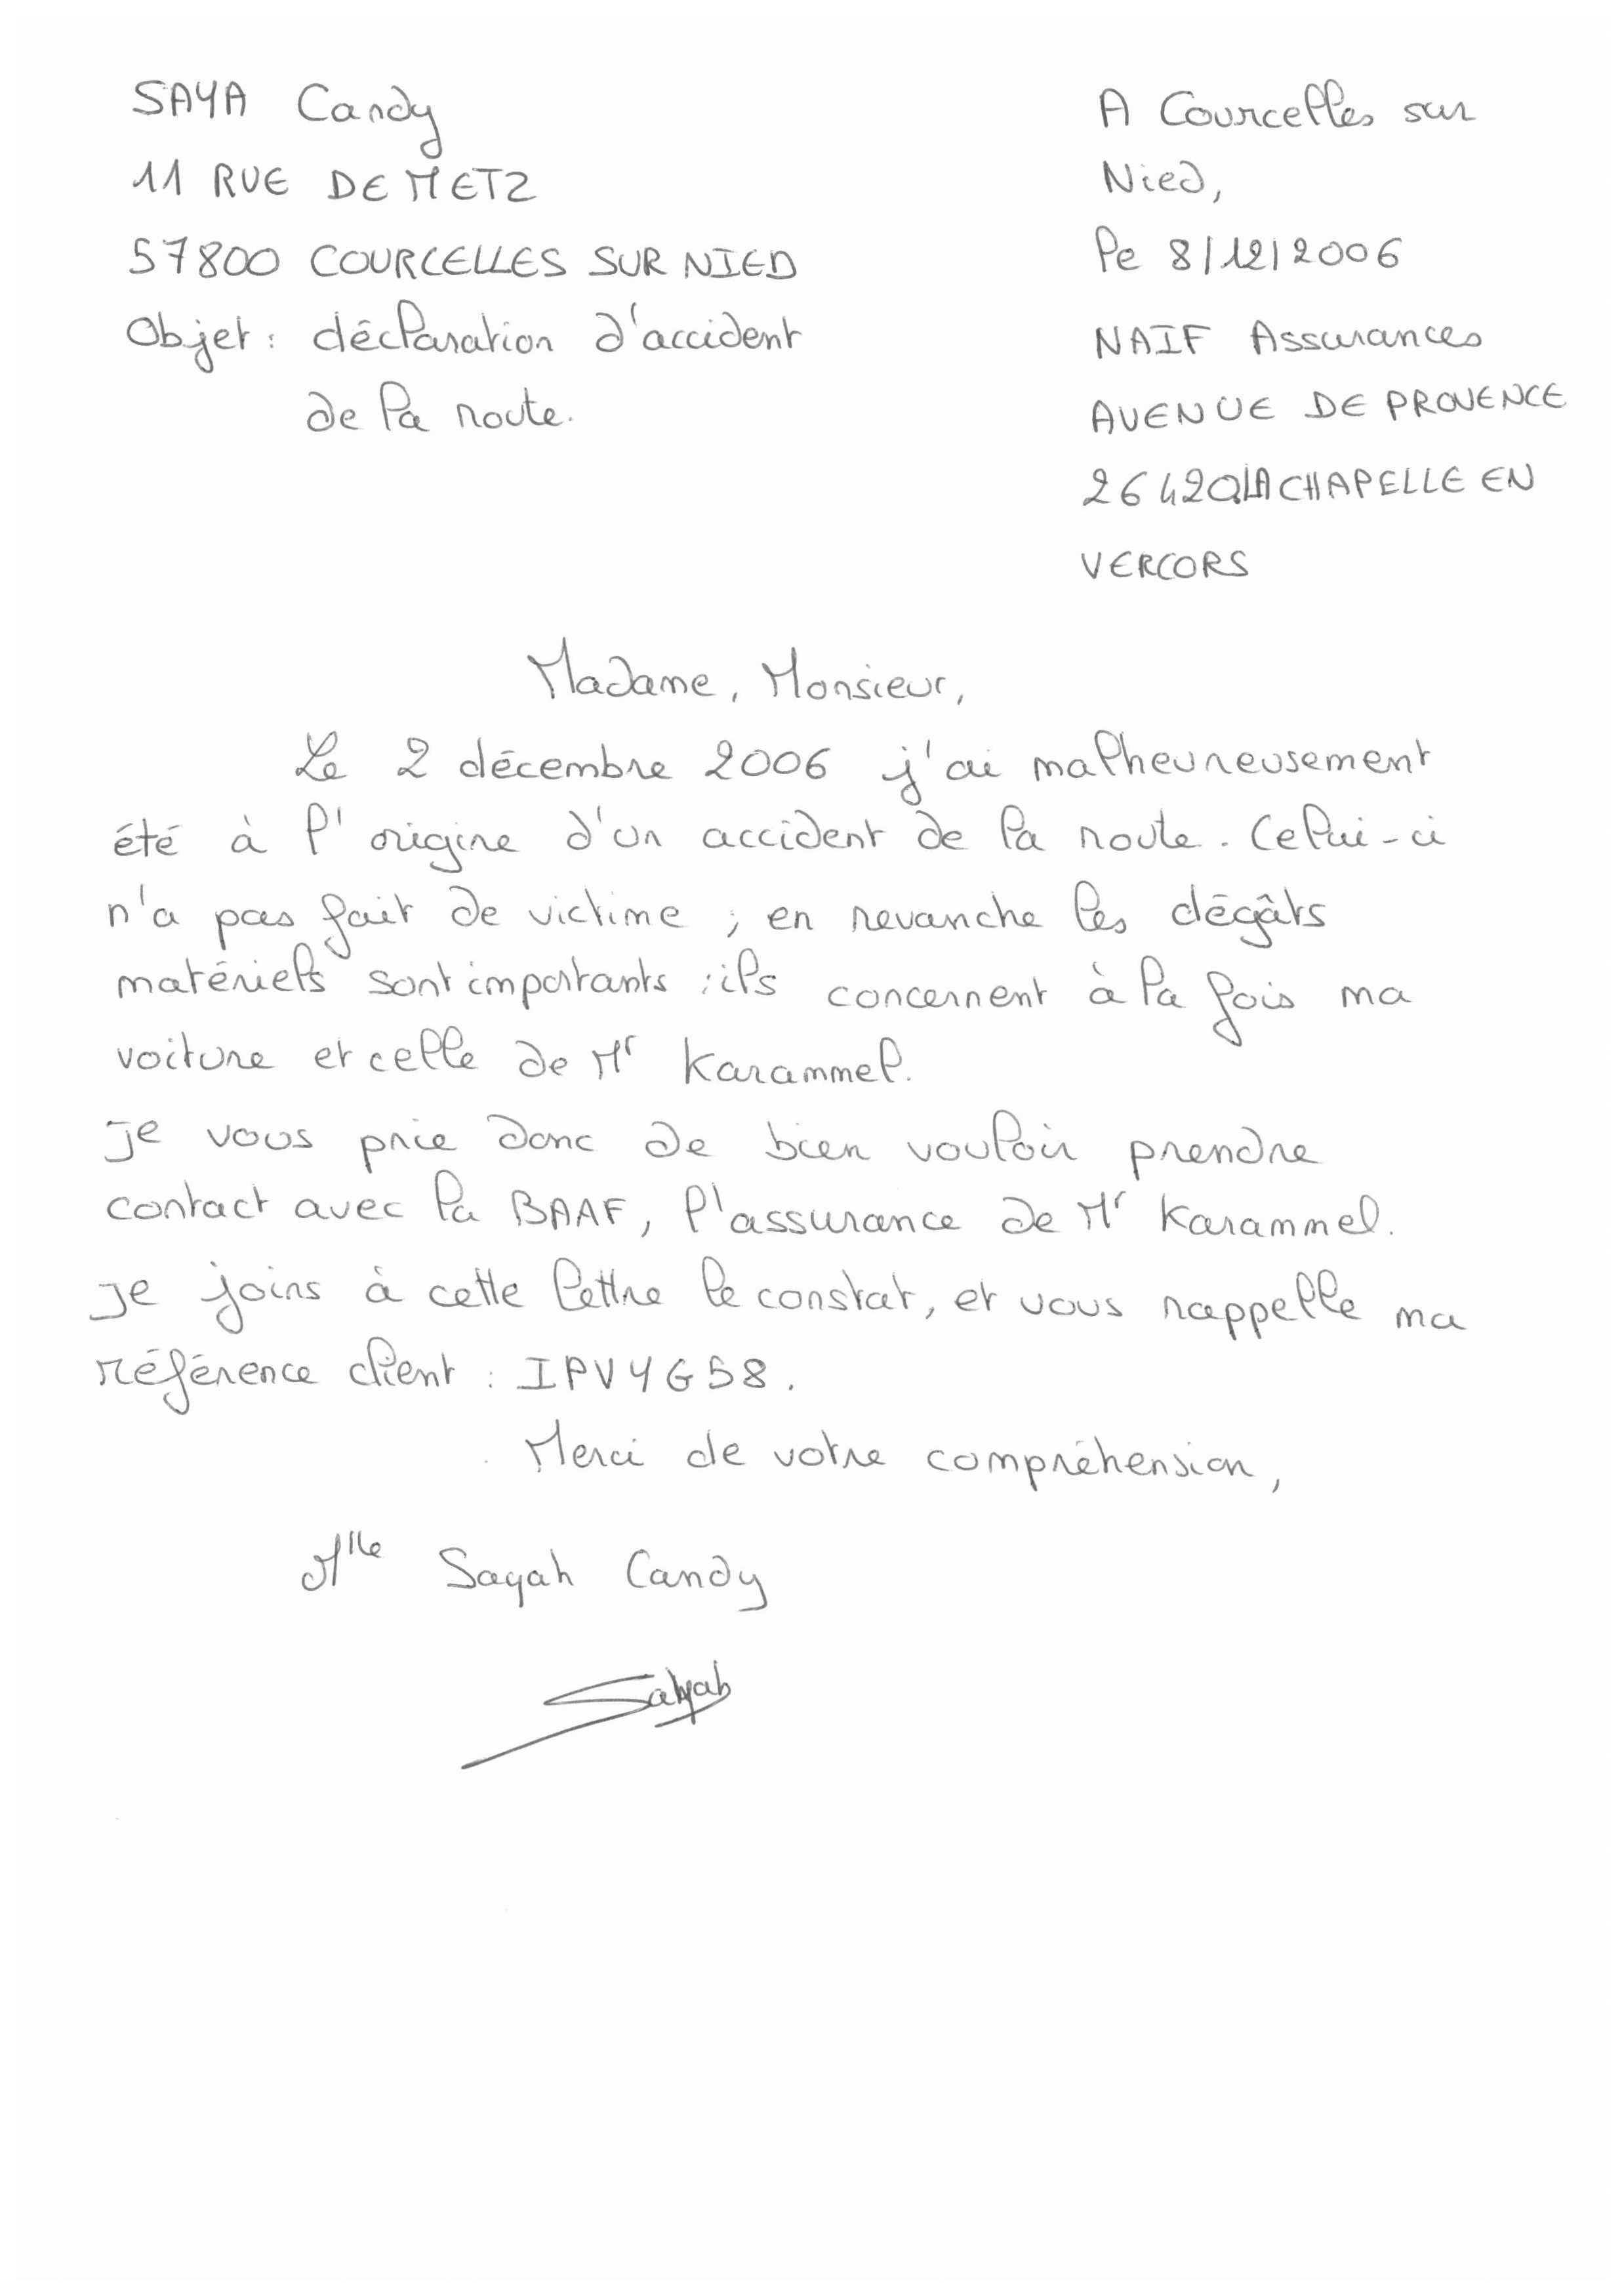 SAYA Candy
11 RUE DE METZ
57800 COURCELLES SUR NIED
Objet : déclaration d'accident
de la route.
A Courcelles sur
Nied,
le 8/12/2006
NAIF Assurances
AVENUE DE PROVENCE
26420 LA CHAPELLE EN
VERCORS
Madame, Monsieur,
Le 2 décembre 2006 j'ai malheureusement
été à l'origine d'un accident de la route. Celui-ci
n'a pas fait de victime ; en revanche les dégâts
matériels sont importants : ils concernent à la fois ma
voiture et celle de Mr Karammel.
Je vous prie donc de bien vouloir prendre
contact avec la BAAF, l'assurance de Mr Karammel.
Je joins à cette lettre le constat, et vous rappelle ma
référence client : IPVYG58.
Merci de votre compréhension,
Mlle Sayah Candy
Sayah